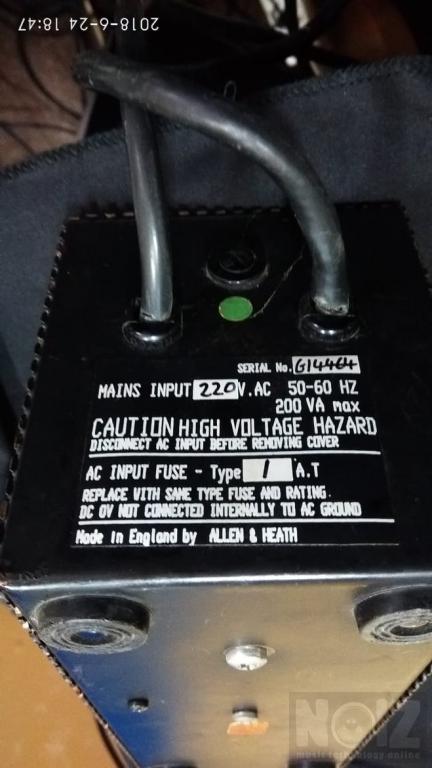 2018-6-24 18:47
SERIAL No. G14464
MAINS INPUT 220 V.AC 50-60 HZ
200 VA max
CAUTION HIGH VOLTAGE HAZARD
DISCONNECT AC INPUT BEFORE REMOVING COVER
AC INPUT FUSE - Type 1 A.T
REPLACE WITH SAME TYPE FUSE AND RATING.
DC 0V NOT CONNECTED INTERNALLY TO AC GROUND
Made in England by ALLEN & HEATH
NOIZ
music technology online